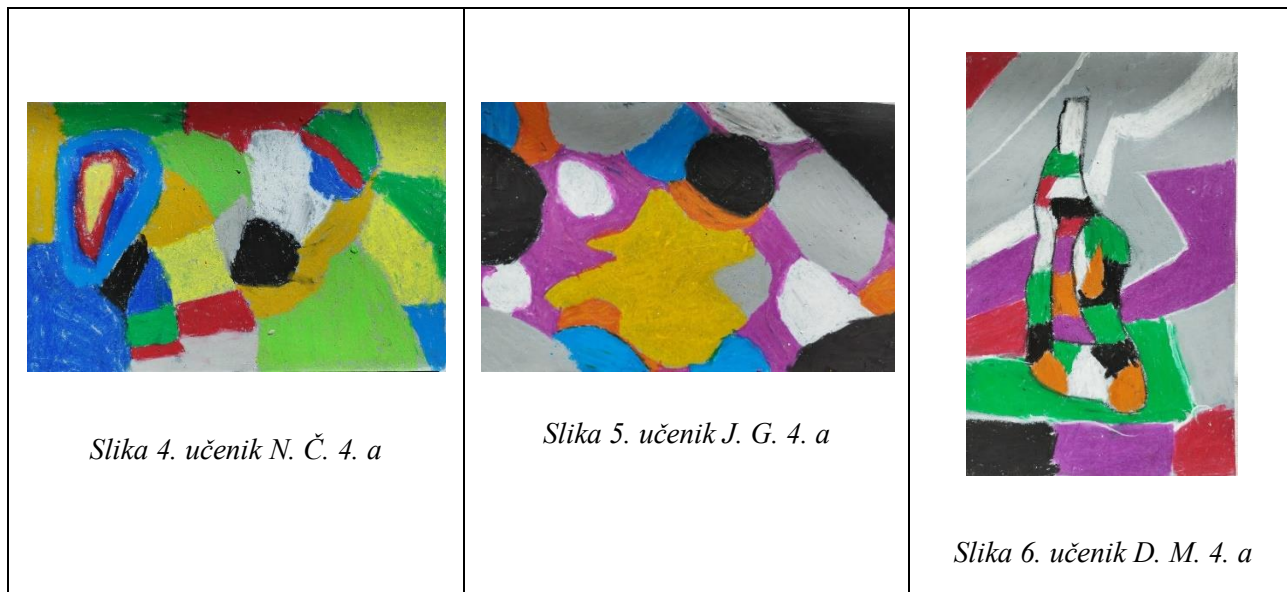 Slika 4. učenik N. Č. 4. a
Slika 5. učenik J. G. 4. a
Slika 6. učenik D. M. 4. a